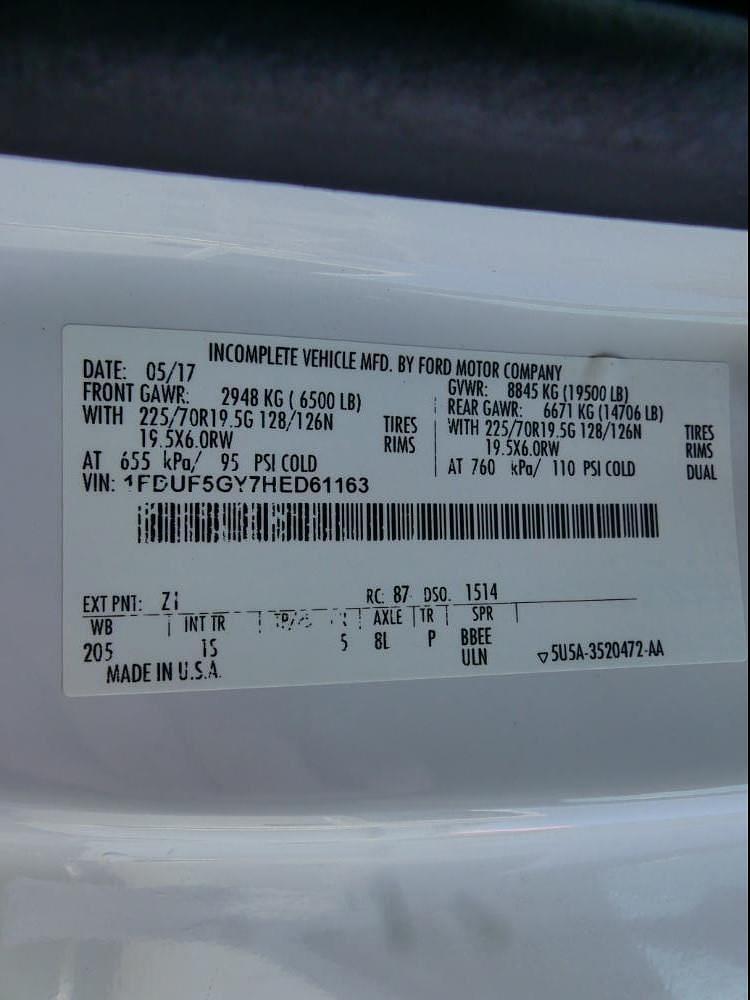 INCOMPLETE VEHICLE MFD. BY FORD MOTOR COMPANY
DATE: 05/17
GVWR: 8845 KG (19500 LB)
FRONT GAWR: 2948 KG ( 6500 LB)
REAR GAWR: 6671 KG (14706 LB)
WITH 225/70R19.5G 128/126N TIRES
WITH 225/70R19.5G 128/126N TIRES
19.5X6.0RW RIMS
19.5X6.0RW RIMS
AT 655 kPa/ 95 PSI COLD
AT 760 kPa/ 110 PSI COLD DUAL
VIN: 1FDUF5GY7HED61163
EXT PNT: Z1 RC: 87 DSO. 1514
WB INT TR AXLE TR SPR
205 1S 5 8L P BBEE
ULN
5U5A-3520472-AA
MADE IN U.S.A.